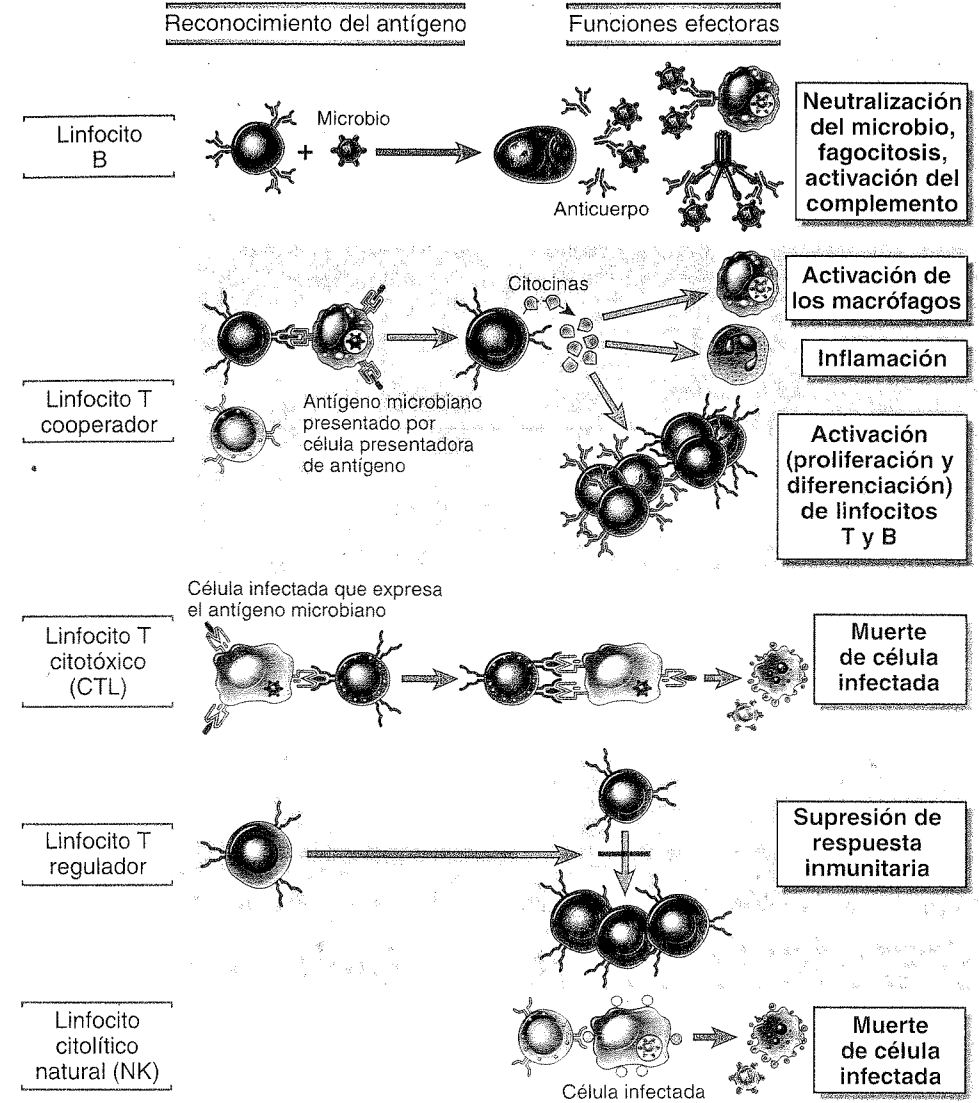 Reconocimiento del antígeno
Funciones efectoras
Linfocito
B
Microbio
+
Anticuerpo
Neutralización
del microbio,
fagocitosis,
activación del
complemento
Linfocito T
cooperador
Antígeno microbiano
presentado por
célula presentadora
de antígeno
Citocinas
Activación de
los macrófagos
Inflamación
Activación
(proliferación y
diferenciación)
de linfocitos
T y B
Linfocito T
citotóxico
(CTL)
Célula infectada que expresa
el antígeno microbiano
Muerte
de célula
infectada
Linfocito T
regulador
Supresión de
respuesta
inmunitaria
Linfocito
citolítico
natural (NK)
Célula infectada
Muerte
de célula
infectada